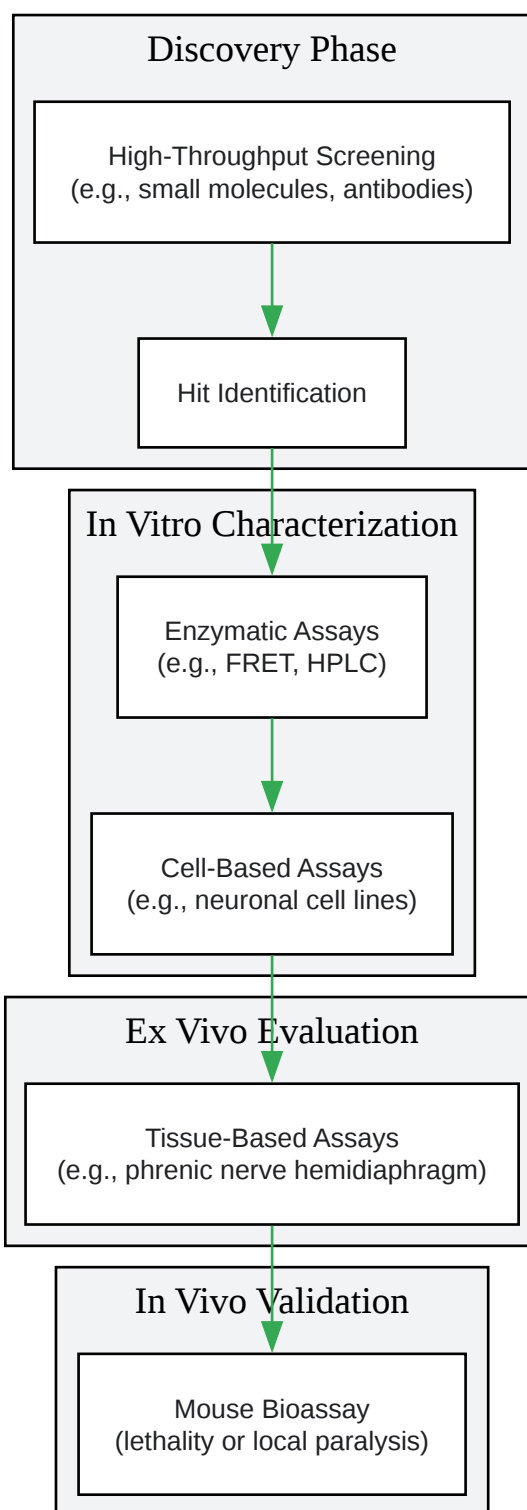 Discovery Phase
High-Throughput Screening
(e.g., small molecules, antibodies)
Hit Identification
In Vitro Characterization
Enzymatic Assays
(e.g., FRET, HPLC)
Cell-Based Assays
(e.g., neuronal cell lines)
Ex Vivo Evaluation
Tissue-Based Assays
(e.g., phrenic nerve hemidiaphragm)
In Vivo Validation
Mouse Bioassay
(lethality or local paralysis)